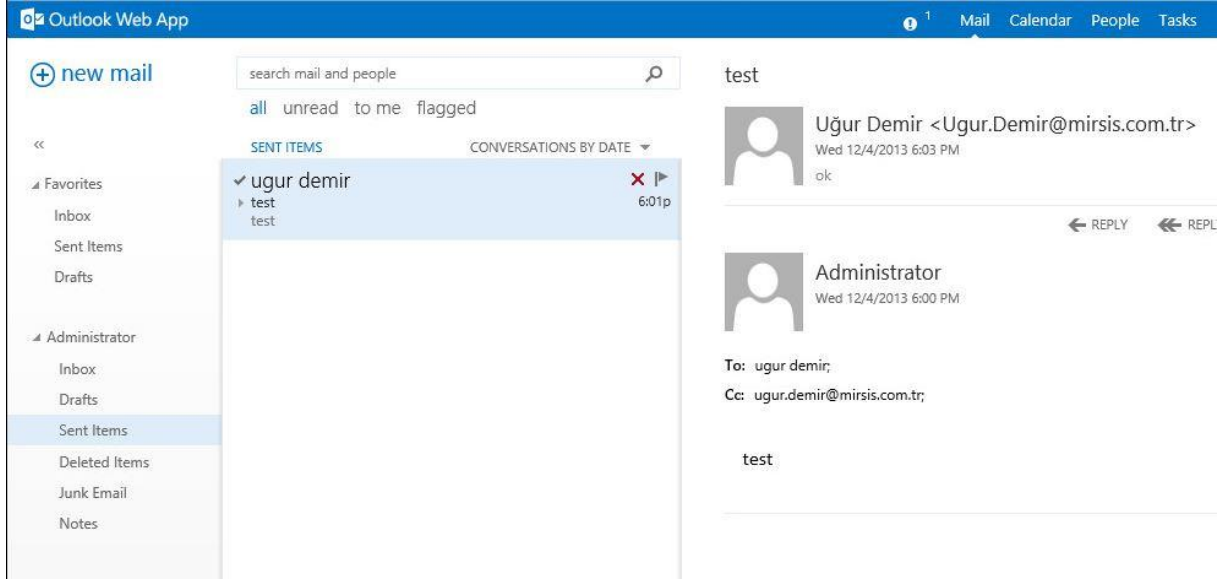 Outlook Web App
1 Mail Calendar People Tasks
new mail
search mail and people
all unread to me flagged
SENT ITEMS CONVERSATIONS BY DATE
ugur demir
test 6:01p
test
Favorites
Inbox
Sent Items
Drafts
Administrator
Inbox
Drafts
Sent Items
Deleted Items
Junk Email
Notes
test
Uğur Demir <Ugur.Demir@mirsis.com.tr>
Wed 12/4/2013 6:03 PM
ok
REPLY REPL
Administrator
Wed 12/4/2013 6:00 PM
To: ugur demir;
Cc: ugur.demir@mirsis.com.tr;
test